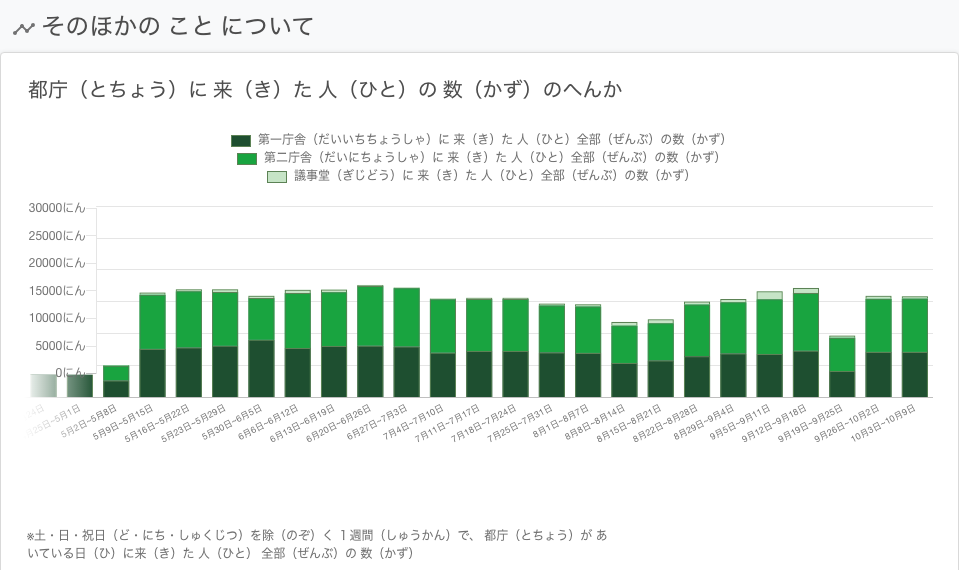 そのほかの こと について
都庁（とちょう）に 来（き）た 人（ひと）の 数（かず）のへんか
第一庁舎（だいいちちょうしゃ）に 来（き）た 人（ひと）全部（ぜんぶ）の数（かず）
第二庁舎（だいにちょうしゃ）に 来（き）た 人（ひと）全部（ぜんぶ）の数（かず）
議事堂（ぎじどう）に 来（き）た 人（ひと）全部（ぜんぶ）の数（かず）
30000にん
25000にん
20000にん
15000にん
10000にん
5000にん
0にん
5月1日
5月2日~5月8日
5月9日~5月15日
5月16日~5月22日
5月23日~5月29日
5月30日~6月5日
6月6日~6月12日
6月13日~6月19日
6月20日~6月26日
6月27日~7月3日
7月4日~7月10日
7月11日~7月17日
7月18日~7月24日
7月25日~7月31日
8月1日~8月7日
8月8日~8月14日
8月15日~8月21日
8月22日~8月28日
8月29日~9月4日
9月5日~9月11日
9月12日~9月18日
9月19日~9月25日
9月26日~10月2日
10月3日~10月9日
※土・日・祝日（ど・にち・しゅくじつ）を除（のぞ）く １週間（しゅうかん）で、 都庁（とちょう）が あ
いている日（ひ）に来（き）た 人（ひと） 全部（ぜんぶ）の 数（かず）